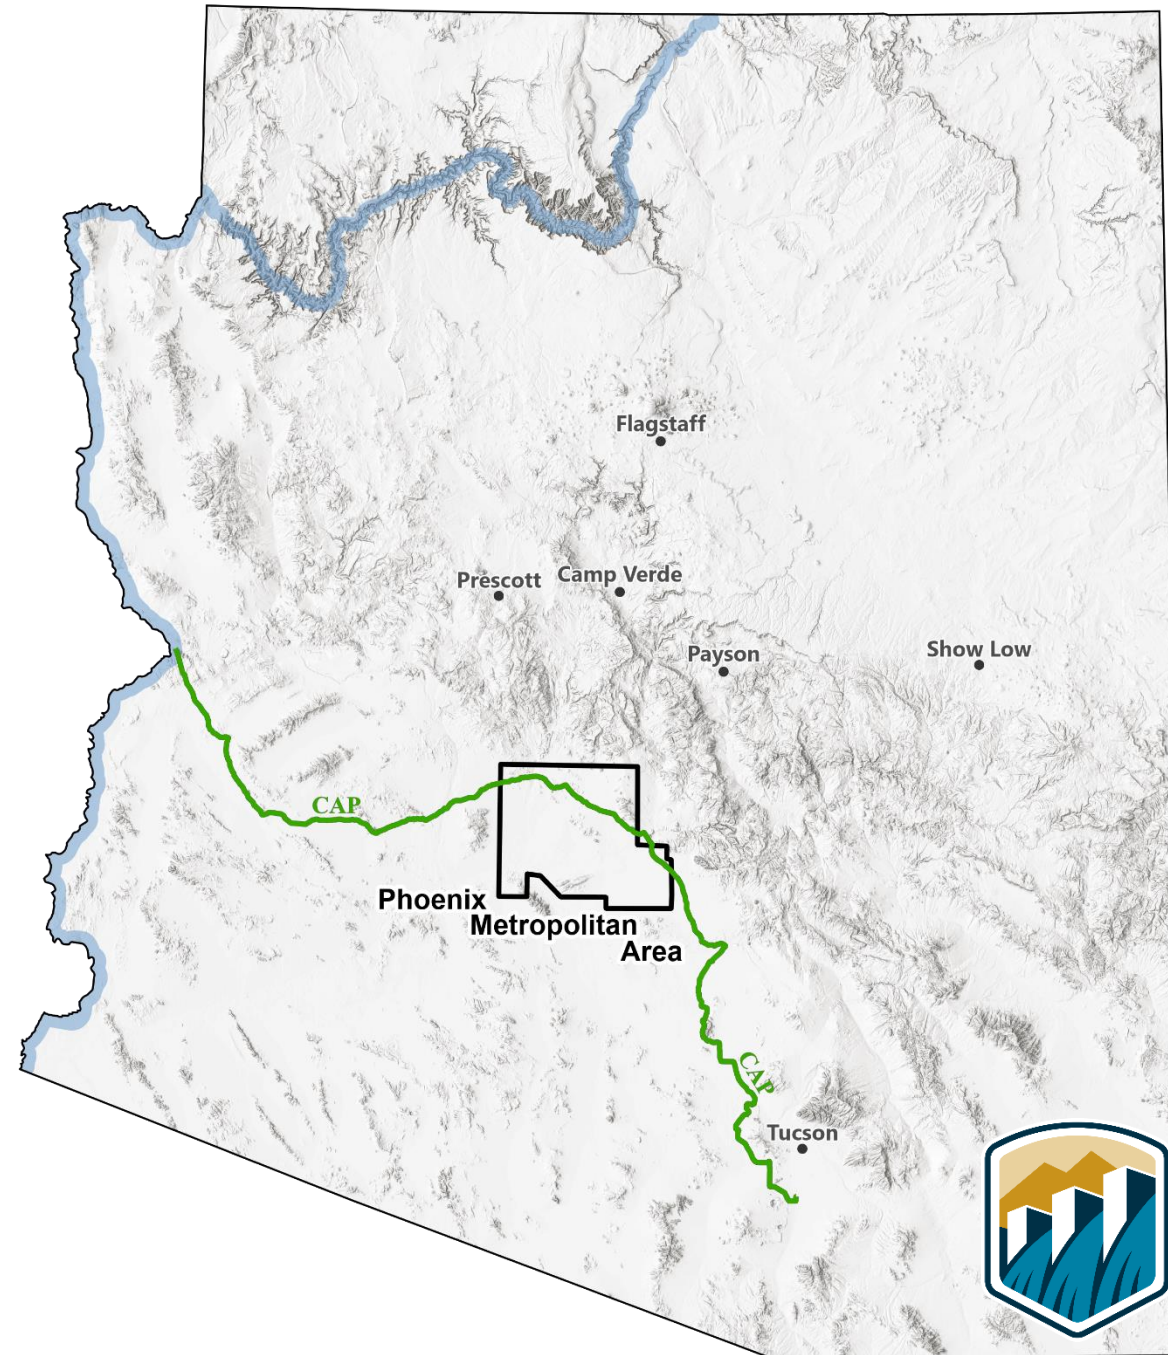 Flagstaff
Prescott
Camp Verde
Payson
Show Low
CAP
Phoenix
Metropolitan
Area
CAP
Tucson